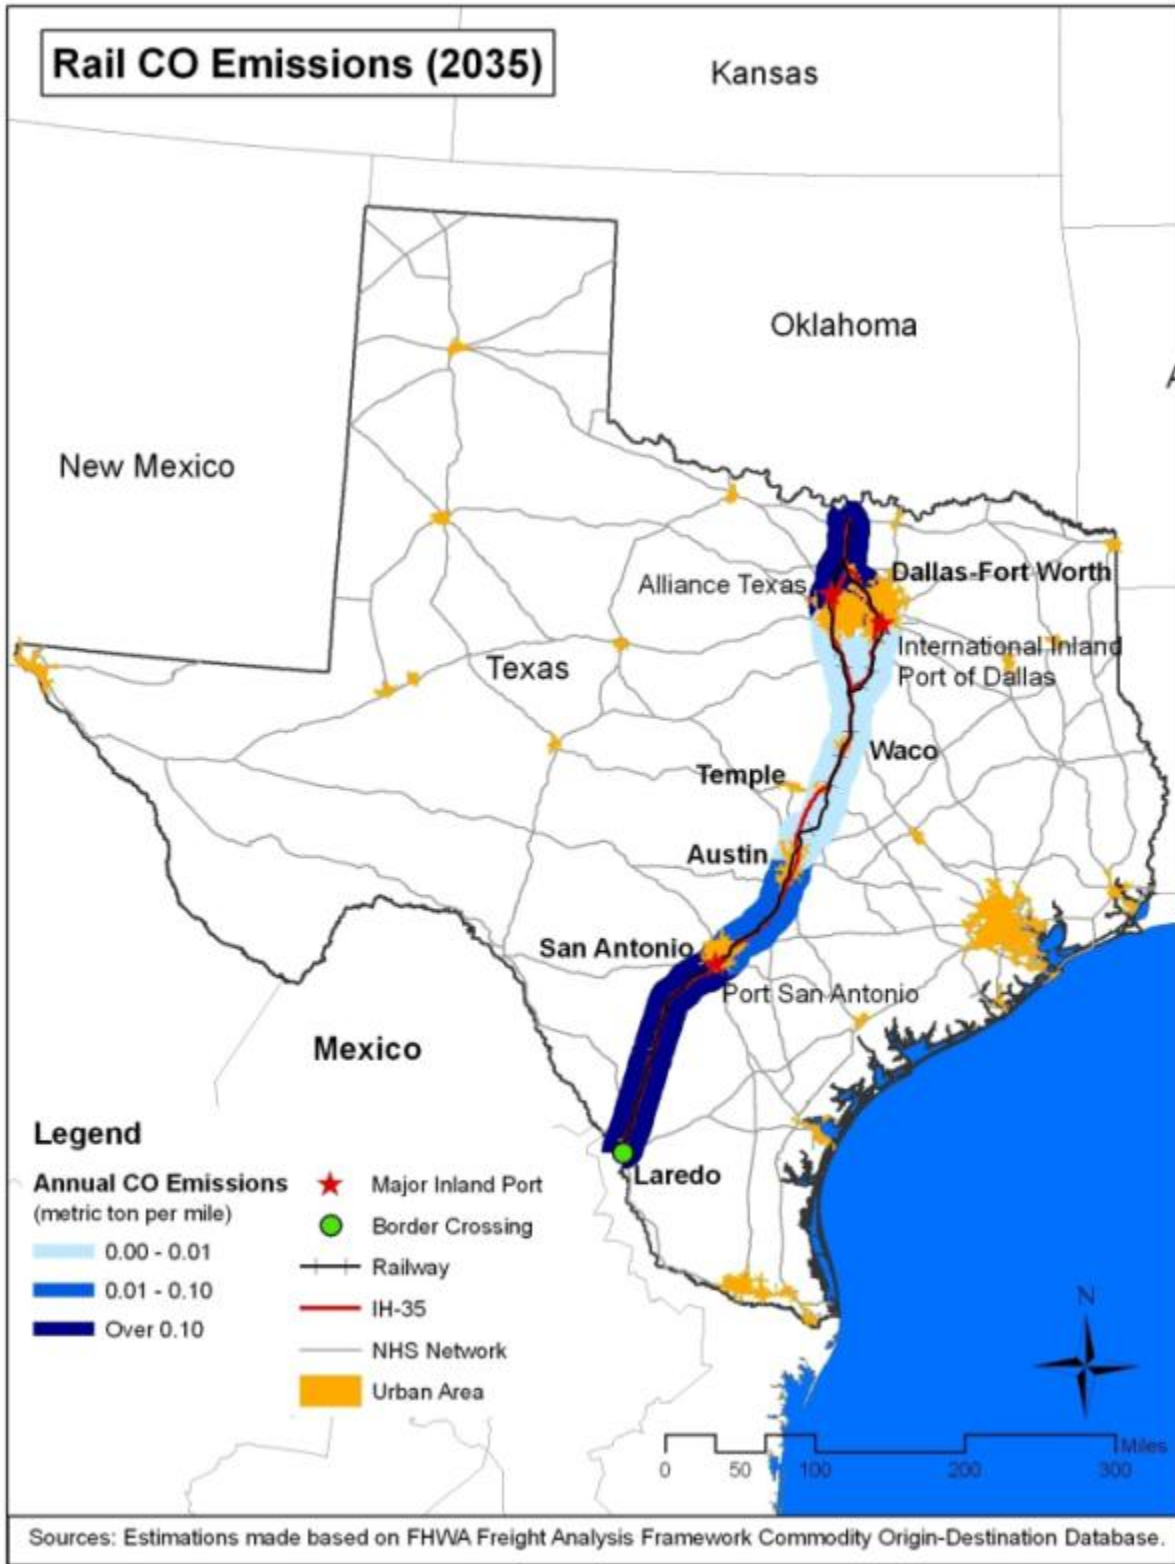 Rail CO Emissions (2035)
Kansas
Oklahoma
A
New Mexico
Alliance Texas
Dallas-Fort Worth
International Inland
Port of Dallas
Texas
Waco
Temple
Austin
San Antonio
Port San Antonio
Mexico
Laredo
Legend
Annual CO Emissions
(metric ton per mile)
0.00 - 0.01
0.01 - 0.10
Over 0.10
Major Inland Port
Border Crossing
Railway
IH-35
NHS Network
Urban Area
N
Miles
0 50 100 200 300
Sources: Estimations made based on FHWA Freight Analysis Framework Commodity Origin-Destination Database.